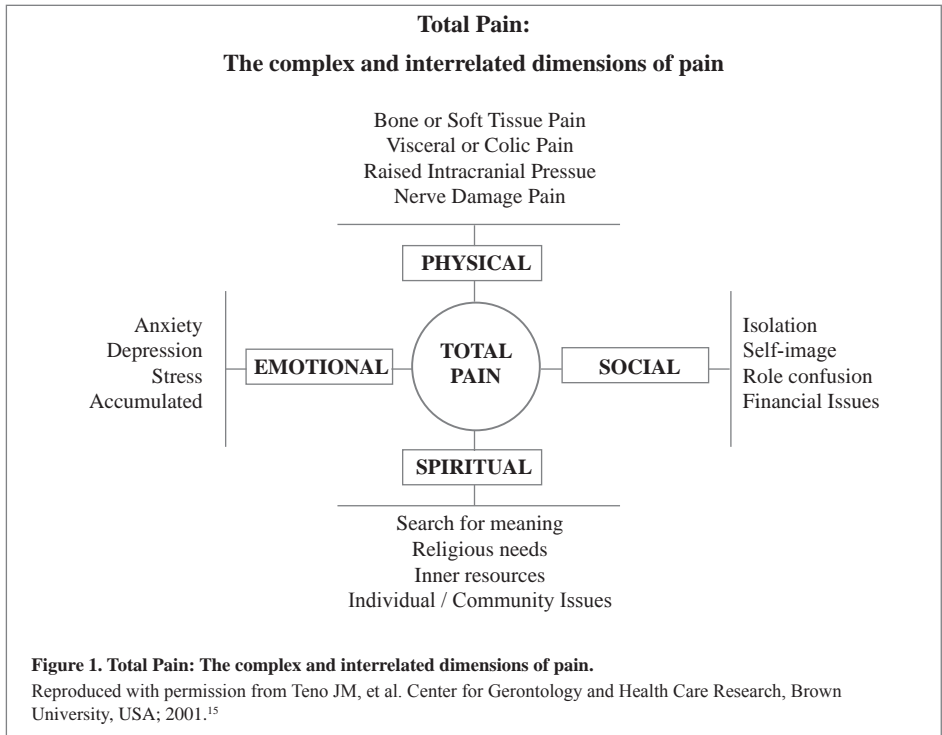 Total Pain:
The complex and interrelated dimensions of pain
Bone or Soft Tissue Pain
Visceral or Colic Pain
Raised Intracranial Pressue
Nerve Damage Pain
PHYSICAL
Anxiety
Depression
Stress
Accumulated
EMOTIONAL
TOTAL
PAIN
SOCIAL
Isolation
Self-image
Role confusion
Financial Issues
SPIRITUAL
Search for meaning
Religious needs
Inner resources
Individual / Community Issues
Figure 1. Total Pain: The complex and interrelated dimensions of pain.
Reproduced with permission from Teno JM, et al. Center for Gerontology and Health Care Research, Brown
University, USA; 2001.¹⁵